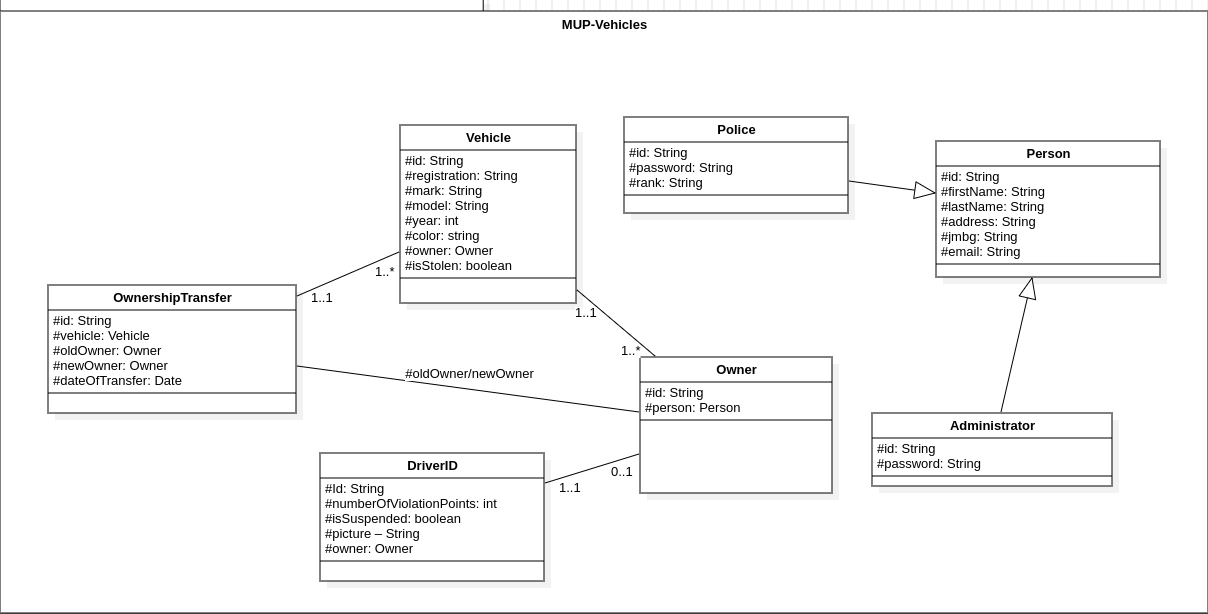 MUP-Vehicles
Vehicle
#id: String
#registration: String
#mark: String
#model: String
#year: int
#color: string
#owner: Owner
#isStolen: boolean
Police
#id: String
#password: String
#rank: String
Person
#id: String
#firstName: String
#lastName: String
#address: String
#jmbg: String
#email: String
1..*
1..1
OwnershipTransfer
#id: String
#vehicle: Vehicle
#oldOwner: Owner
#newOwner: Owner
#dateOfTransfer: Date
1..1
1..*
#oldOwner/newOwner
Owner
#id: String
#person: Person
Administrator
#id: String
#password: String
DriverID
#Id: String
#numberOfViolationPoints: int
#isSuspended: boolean
#picture – String
#owner: Owner
0..1
1..1